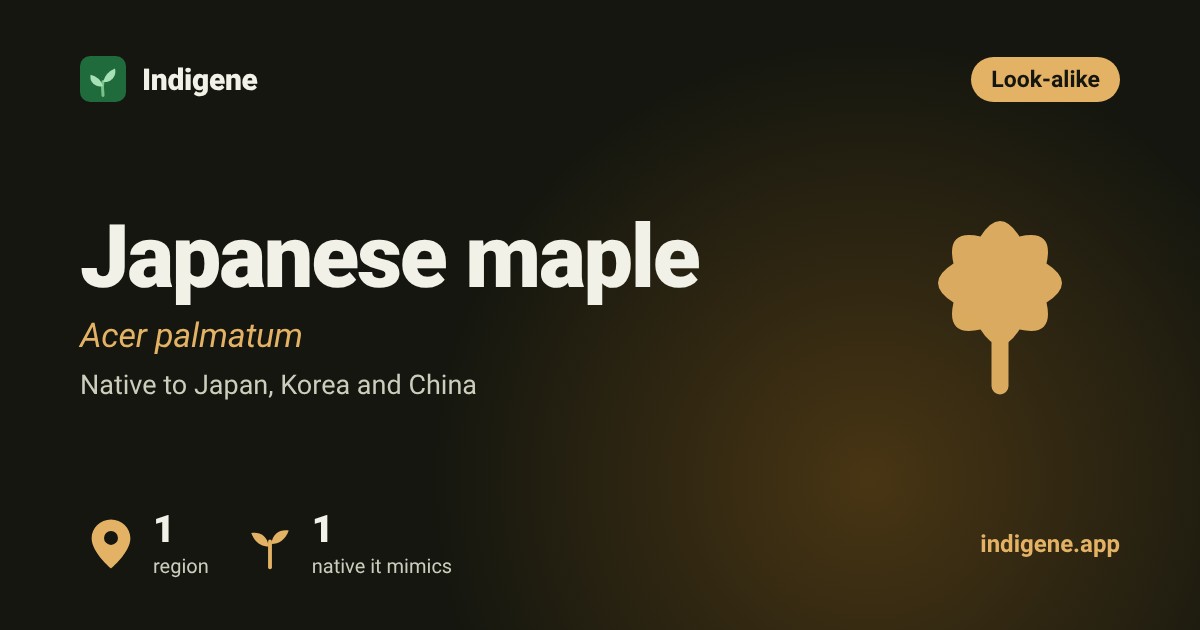 Indigene
Look-alike
Japanese maple
Acer palmatum
Native to Japan, Korea and China
1
region
1
native it mimics
indigene.app